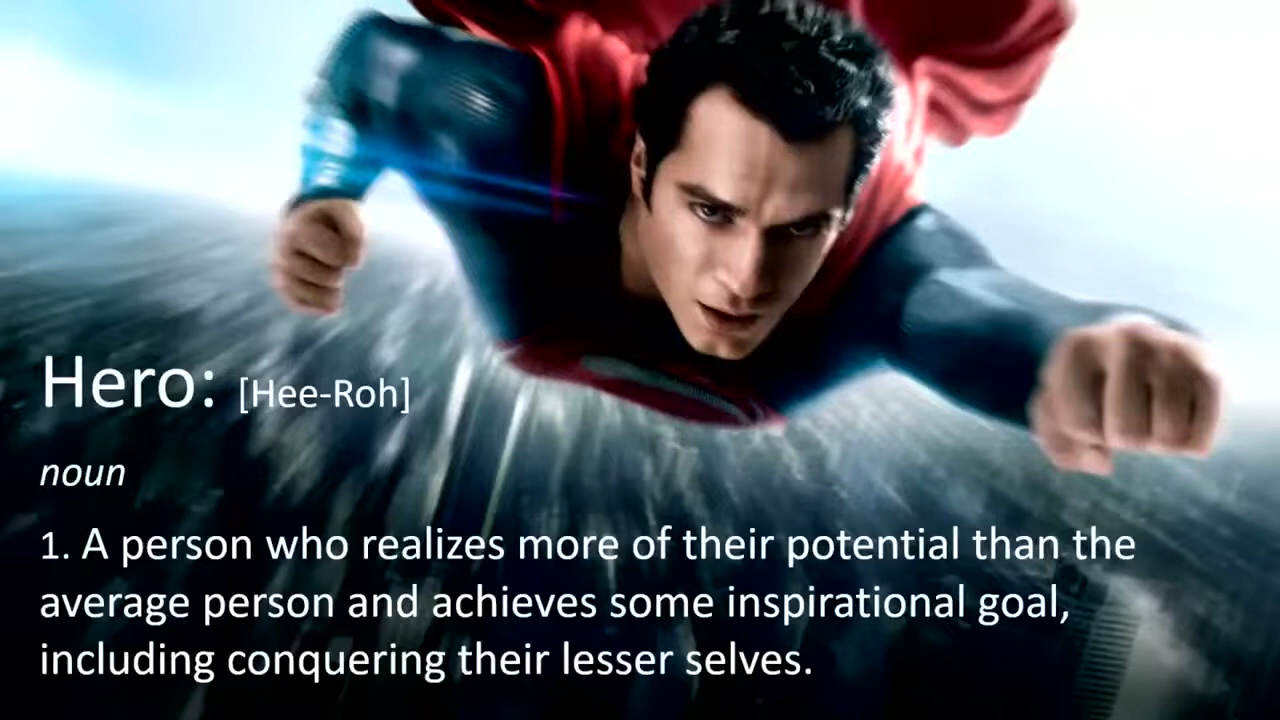 Hero: [Hee-Roh]
noun
1. A person who realizes more of their potential than the
average person and achieves some inspirational goal,
including conquering their lesser selves.